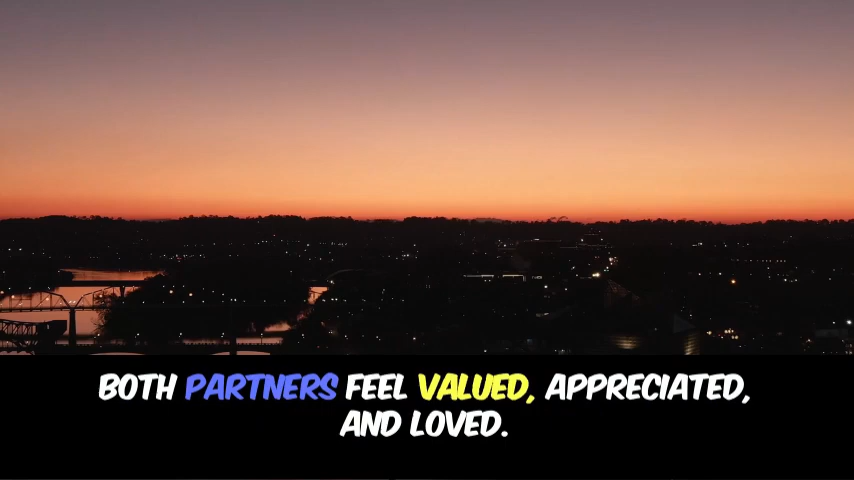 BOTH PARTNERS FEEL VALUED, APPRECIATED,
AND LOVED.